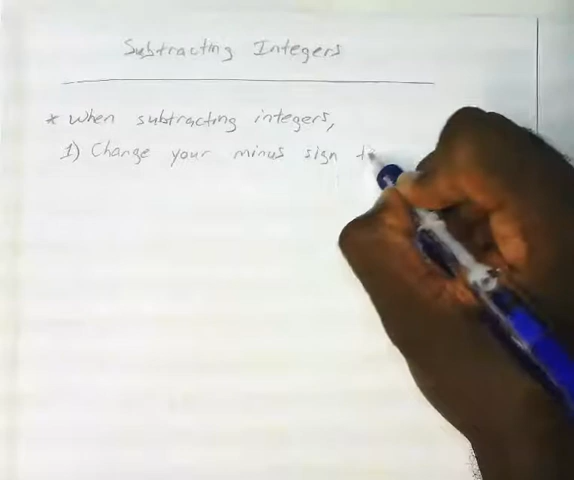 Subtracting Integers
* When subtracting integers,
1) Change your minus sign t